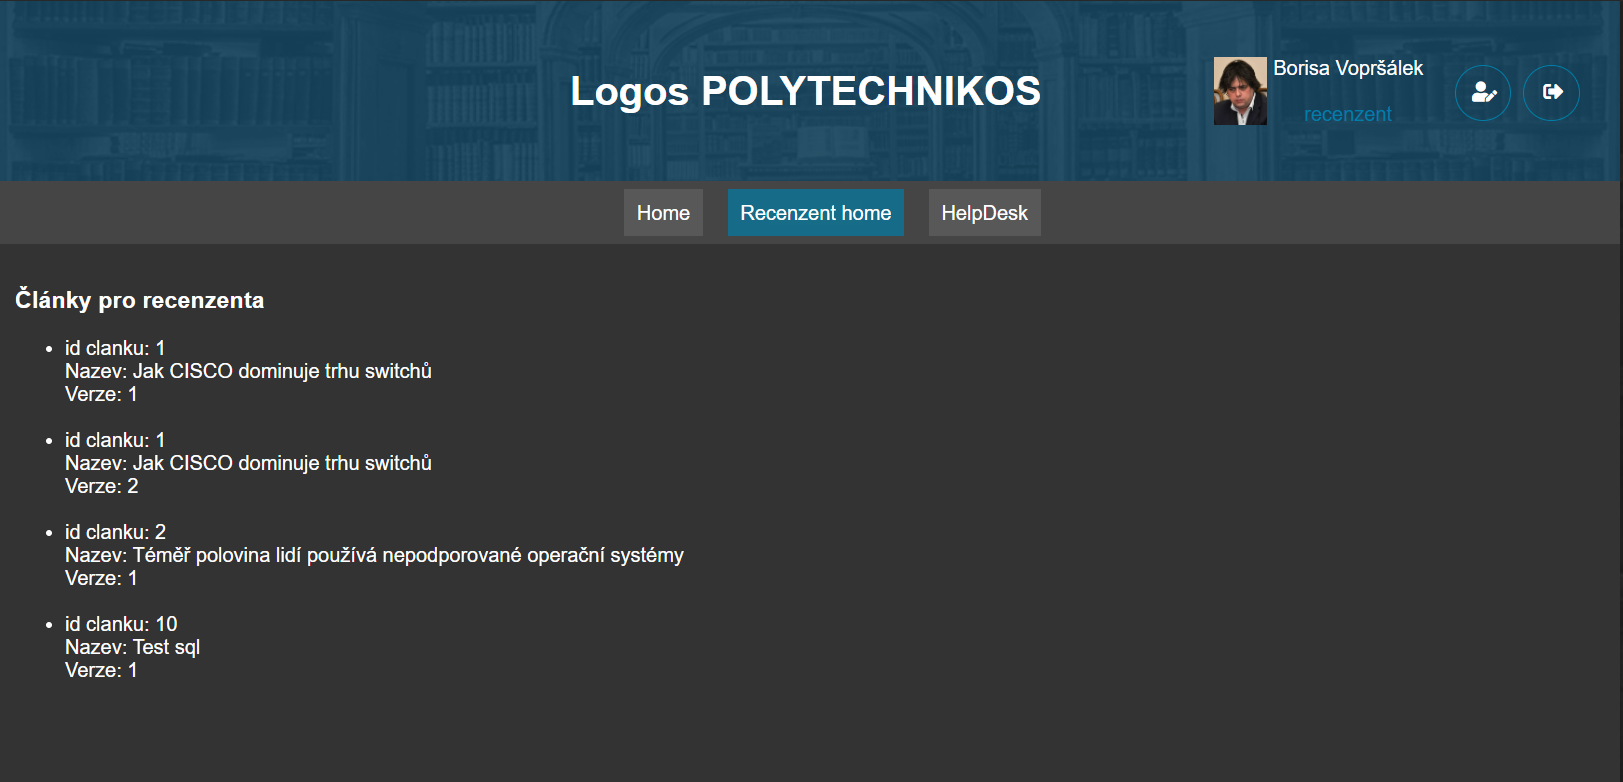 Logos POLYTECHNIKOS
Borisa Vopršálek
recenzent
Home
Recenzent home
HelpDesk
Články pro recenzenta
id clanku: 1
Nazev: Jak CISCO dominuje trhu switchů
Verze: 1
id clanku: 1
Nazev: Jak CISCO dominuje trhu switchů
Verze: 2
id clanku: 2
Nazev: Téměř polovina lidí používá nepodporované operační systémy
Verze: 1
id clanku: 10
Nazev: Test sql
Verze: 1